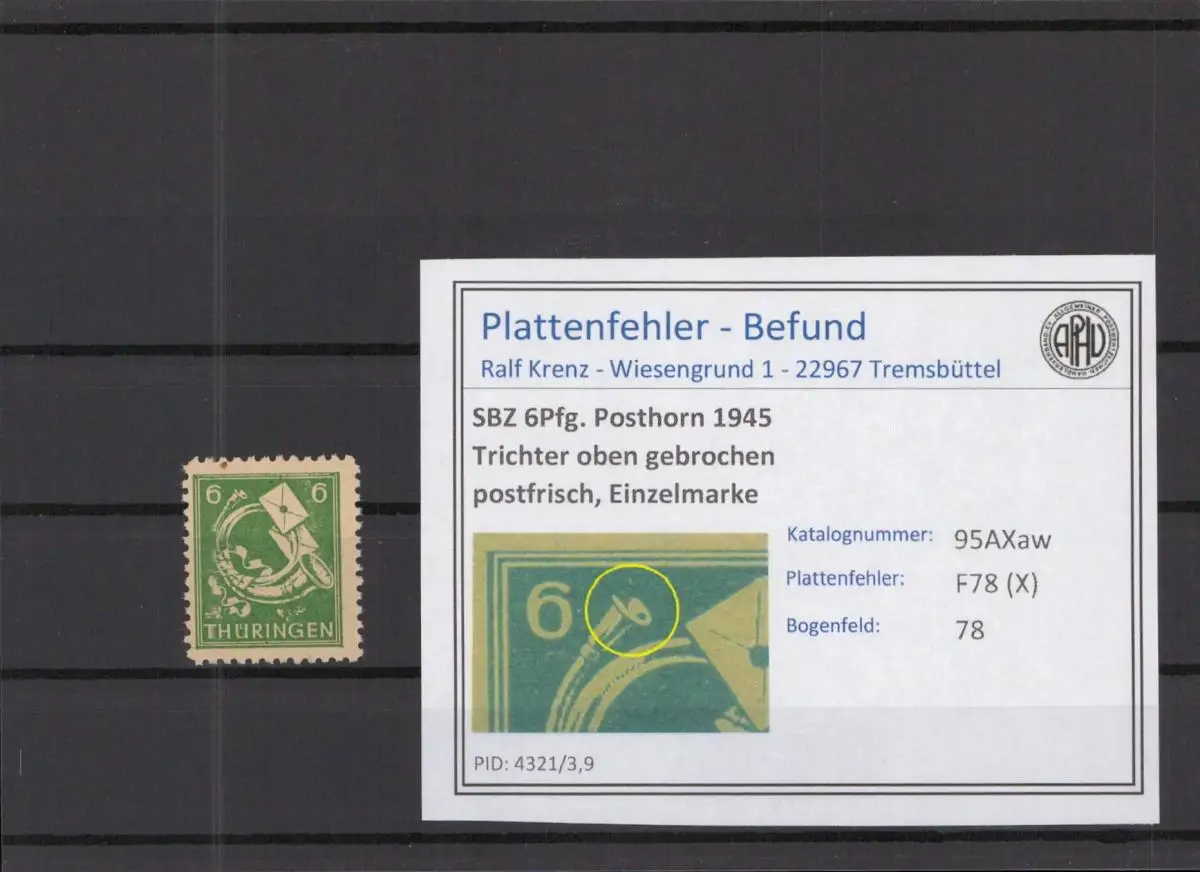 6 6
THÜRINGEN
Plattenfehler - Befund
Ralf Krenz - Wiesengrund 1 - 22967 Tremsbüttel
APHV
SBZ 6Pfg. Posthorn 1945
Trichter oben gebrochen
postfrisch, Einzelmarke
6
Katalognummer: 95AXaw
Plattenfehler: F78 (X)
Bogenfeld: 78
PID: 4321/3,9